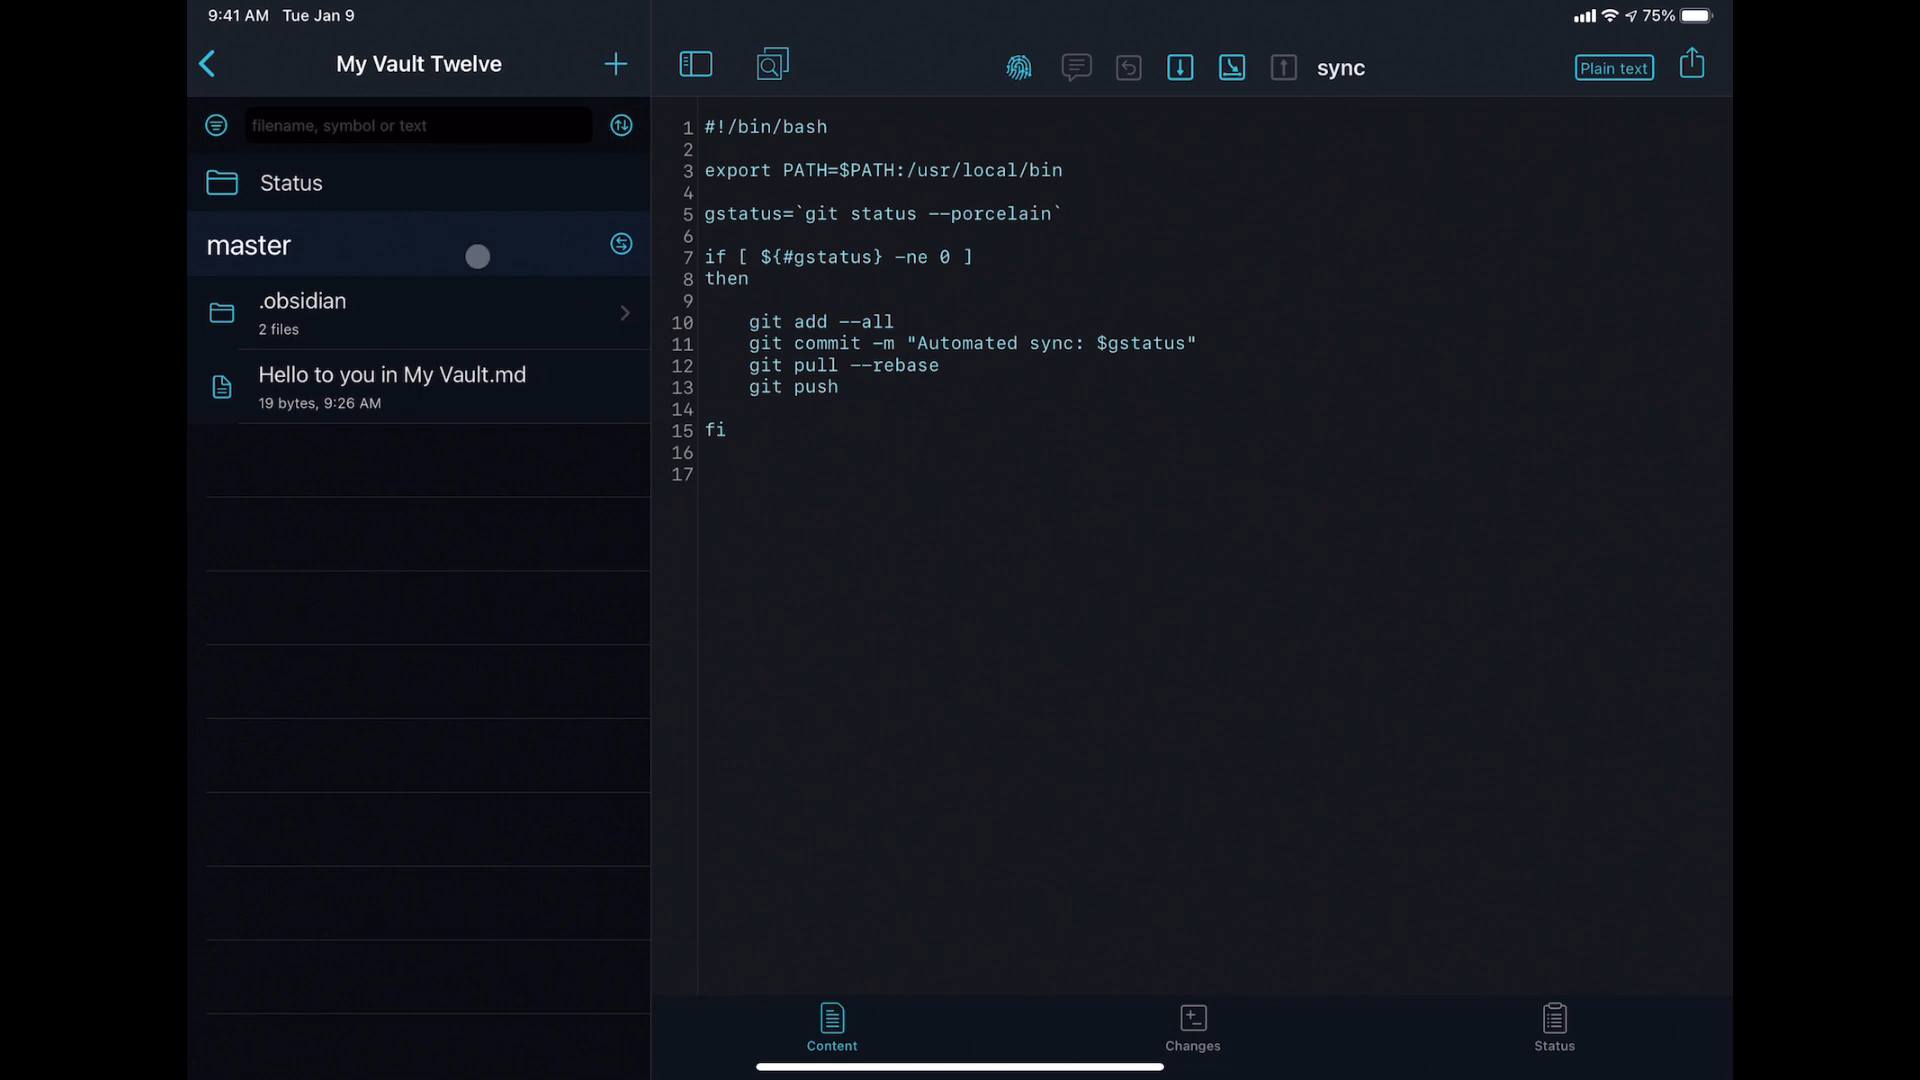 9:41 AM Tue Jan 9
75%
My Vault Twelve
sync
Plain text
filename, symbol or text
Status
master
.obsidian
2 files
Hello to you in My Vault.md
19 bytes, 9:26 AM
1 #!/bin/bash
2
3 export PATH=$PATH:/usr/local/bin
4
5 gstatus=`git status --porcelain`
6
7 if [ ${#gstatus} -ne 0 ]
8 then
9
10 git add --all
11 git commit -m "Automated sync: $gstatus"
12 git pull --rebase
13 git push
14
15 fi
16
17
Content
Changes
Status